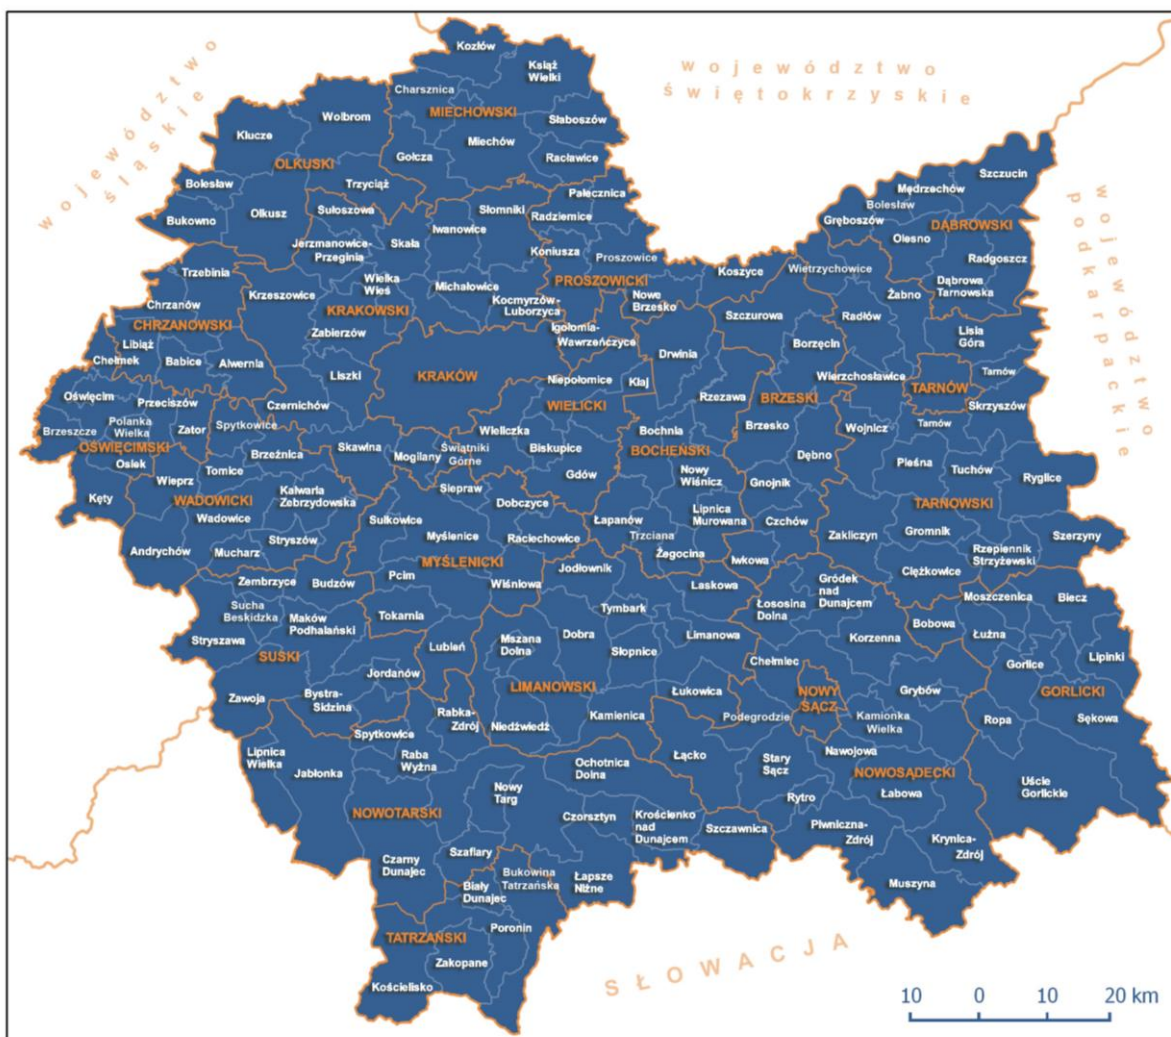 województwo
śląskie
województwo
świętokrzyskie
województwo
podkarpackie
Kozłów
Książ
Wielki
Charsznica
MIECHOWSKI
Słaboszów
Wolbrom
Klucze
Miechów
Gołcza
Racławice
OLKUSKI
Trzyciąż
Bolesław
Olkusz
Bukowno
Sułoszowa
Pałecznica
Słomniki
Radziemice
Iwanowice
Skała
Jerzmanowice-
Przeginia
Koniusza
Proszowice
Szczucin
Mędrzechów
Bolesław
Gręboszów
DĄBROWSKI
Olesno
Radgoszcz
Trzebinia
Wielka
Wieś
Michałowice
PROSZOWICKI
Koszyce
Wietrzychowice
Dąbrowa
Tarnowska
Żabno
Krzeszowice
Chrzanów
Kocmyrzów-
Luborzyca
Nowe
Brzesko
KRAKOWSKI
CHRZANOWSKI
Igołomia-
Wawrzeńczyce
Szczurowa
Radłów
Zabierzów
Lisia
Góra
Libiąż
Chełmek
Babice
Alwernia
Drwinia
Borzęcin
Liszki
KRAKÓW
Niepołomice
Kłaj
Wierzchosławice
TARNÓW
Tarnów
Oświęcim
Przeciszów
Czernichów
WIELICKI
Rzezawa
BRZESKI
Skrzyszów
Brzeszcze
Polanka
Wielka
Zator
Spytkowice
Wieliczka
Bochnia
Brzesko
Wojnicz
Tarnów
OŚWIĘCIMSKI
Osiek
Brzeźnica
Skawina
Mogilany
Świątniki
Górne
Biskupice
BOCHEŃSKI
Dębno
Pleśna
Tuchów
Ryglice
Wieprz
Tomice
Gdów
Nowy
Wiśnicz
Gnojnik
Kęty
WADOWICKI
Kalwaria
Zebrzydowska
Siepraw
Dobczyce
TARNOWSKI
Wadowice
Sułkowice
Łapanów
Lipnica
Murowana
Czchów
Zakliczyn
Gromnik
Szerzyny
Andrychów
Mucharz
Stryszów
Myślenice
Raciechowice
Trzciana
Żegocina
Iwkowa
Rzepiennik
Strzyżewski
MYŚLENICKI
Jodłownik
Ciężkowice
Zembrzyce
Budzów
Pcim
Wiśniowa
Laskowa
Gródek
nad
Dunajcem
Moszczenica
Biecz
Sucha
Beskidzka
Maków
Podhalański
Tokarnia
Tymbark
Łososina
Dolna
Bobowa
Łużna
Stryszawa
Lubień
Mszana
Dolna
Dobra
Słopnice
Limanowa
Korzenna
SUSKI
Jordanów
Chełmiec
Gorlice
Lipinki
Zawoja
Bystra-
Sidzina
LIMANOWSKI
Łukowica
NOWY
SĄCZ
Grybów
GORLICKI
Rabka-
Zdrój
Niedźwiedź
Kamienica
Podegrodzie
Kamionka
Wielka
Ropa
Sękowa
Spytkowice
Lipnica
Wielka
Jabłonka
Raba
Wyżna
Ochotnica
Dolna
Łącko
Stary
Sącz
Nawojowa
NOWOSĄDECKI
Uście
Gorlickie
Nowy
Targ
Rytro
Łabowa
NOWOTARSKI
Czorsztyn
Krościenko
nad
Dunajcem
Szczawnica
Piwniczna-
Zdrój
Krynica-
Zdrój
Szaflary
Czarny
Dunajec
Bukowina
Tatrzańska
Biały
Dunajec
Łapsze
Niżne
Muszyna
Poronin
TATRZAŃSKI
Zakopane
Kościelisko
SŁOWACJA
10 0 10 20 km